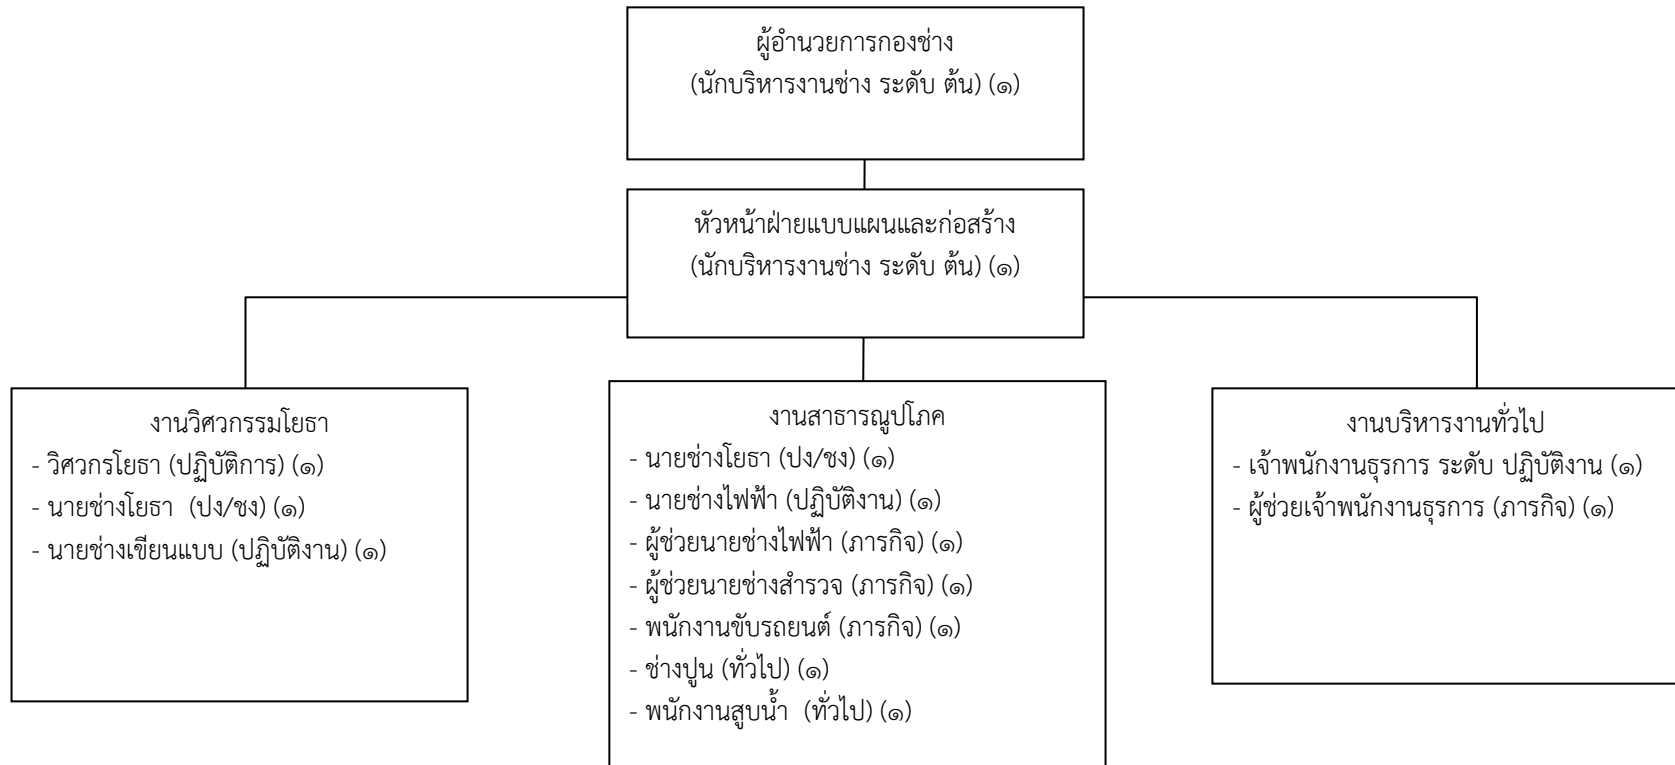 ผู้อำนวยการกองช่าง
(นักบริหารงานช่าง ระดับ ต้น) (๑)
หัวหน้าฝ่ายแบบแผนและก่อสร้าง
(นักบริหารงานช่าง ระดับ ต้น) (๑)
งานวิศวกรรมโยธา
- วิศวกรโยธา (ปฏิบัติการ) (๑)
- นายช่างโยธา (ปง/ชง) (๑)
- นายช่างเขียนแบบ (ปฏิบัติงาน) (๑)
งานสาธารณูปโภค
- นายช่างโยธา (ปง/ชง) (๑)
- นายช่างไฟฟ้า (ปฏิบัติงาน) (๑)
- ผู้ช่วยนายช่างไฟฟ้า (ภารกิจ) (๑)
- ผู้ช่วยนายช่างสำรวจ (ภารกิจ) (๑)
- พนักงานขับรถยนต์ (ภารกิจ) (๑)
- ช่างปูน (ทั่วไป) (๑)
- พนักงานสูบน้ำ (ทั่วไป) (๑)
งานบริหารงานทั่วไป
- เจ้าพนักงานธุรการ ระดับ ปฏิบัติงาน (๑)
- ผู้ช่วยเจ้าพนักงานธุรการ (ภารกิจ) (๑)